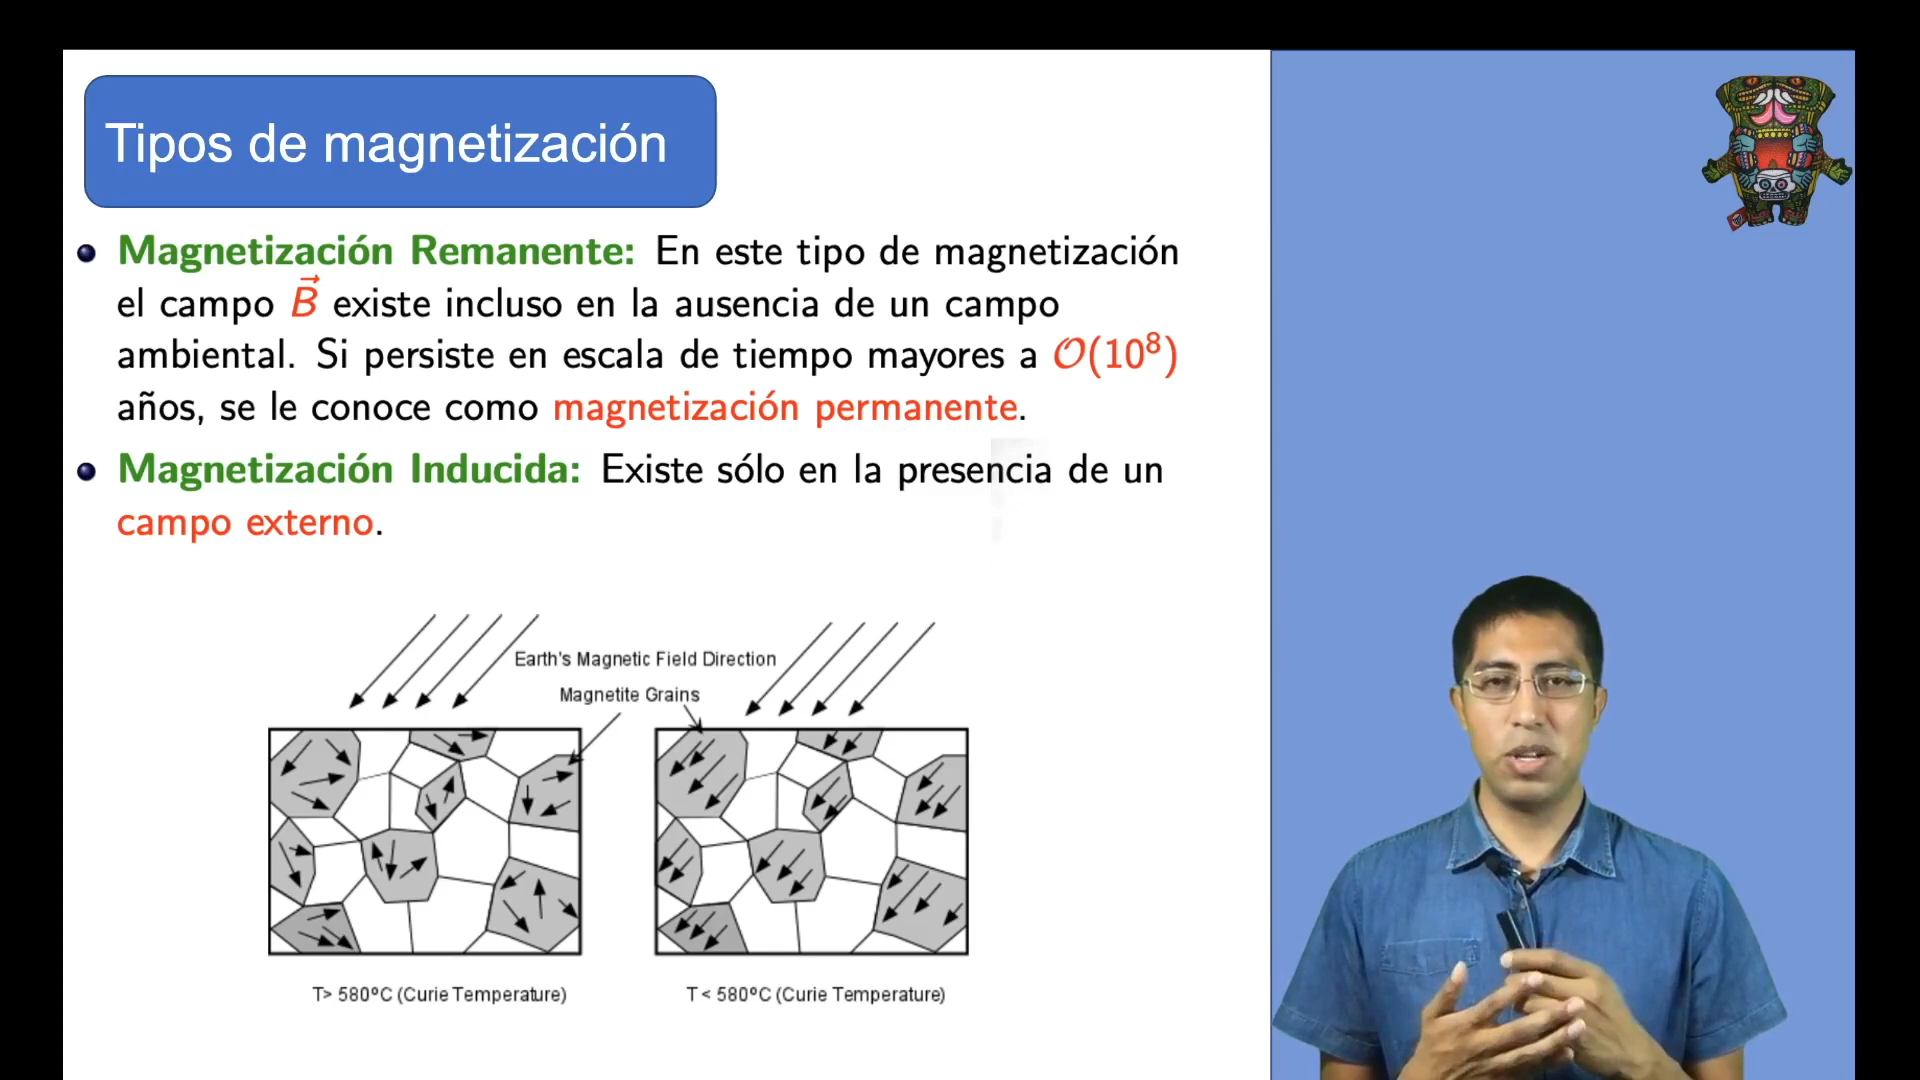 Tipos de magnetización
Magnetización Remanente: En este tipo de magnetización
el campo B⃗ existe incluso en la ausencia de un campo
ambiental. Si persiste en escala de tiempo mayores a 𝒪(10⁸)
años, se le conoce como magnetización permanente.
Magnetización Inducida: Existe sólo en la presencia de un
campo externo.
Earth's Magnetic Field Direction
Magnetite Grains
T> 580ºC (Curie Temperature)
T < 580ºC (Curie Temperature)